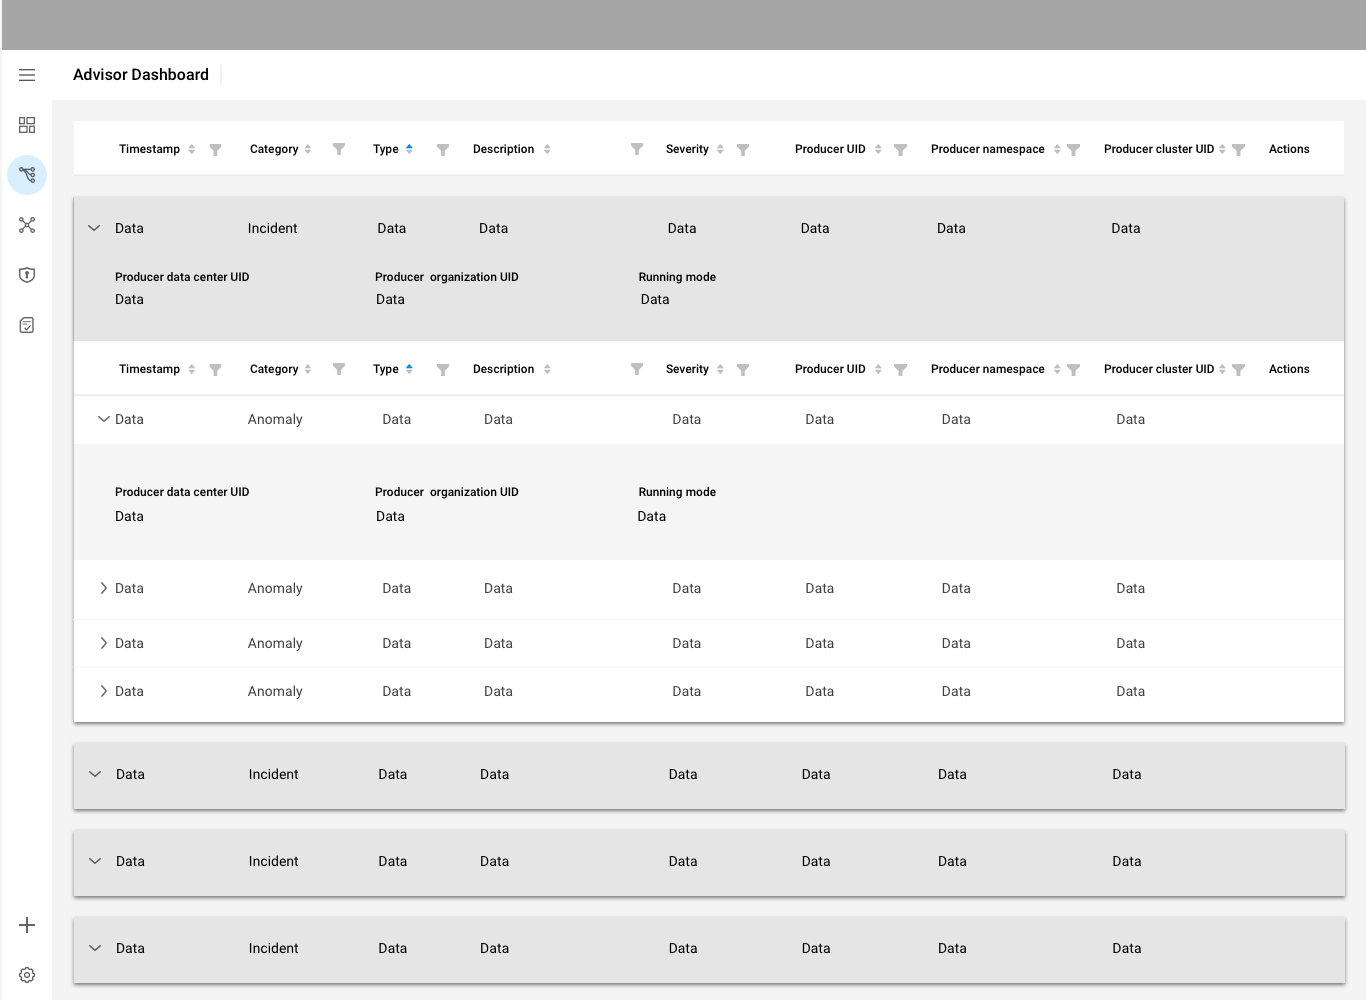 Advisor Dashboard
Timestamp Category Type Description Severity Producer UID Producer namespace Producer cluster UID Actions
Data Incident Data Data Data Data Data Data
Producer data center UID Producer organization UID Running mode
Data Data Data
Timestamp Category Type Description Severity Producer UID Producer namespace Producer cluster UID Actions
Data Anomaly Data Data Data Data Data Data
Producer data center UID Producer organization UID Running mode
Data Data Data
Data Anomaly Data Data Data Data Data Data
Data Anomaly Data Data Data Data Data Data
Data Anomaly Data Data Data Data Data Data
Data Incident Data Data Data Data Data Data
Data Incident Data Data Data Data Data Data
Data Incident Data Data Data Data Data Data